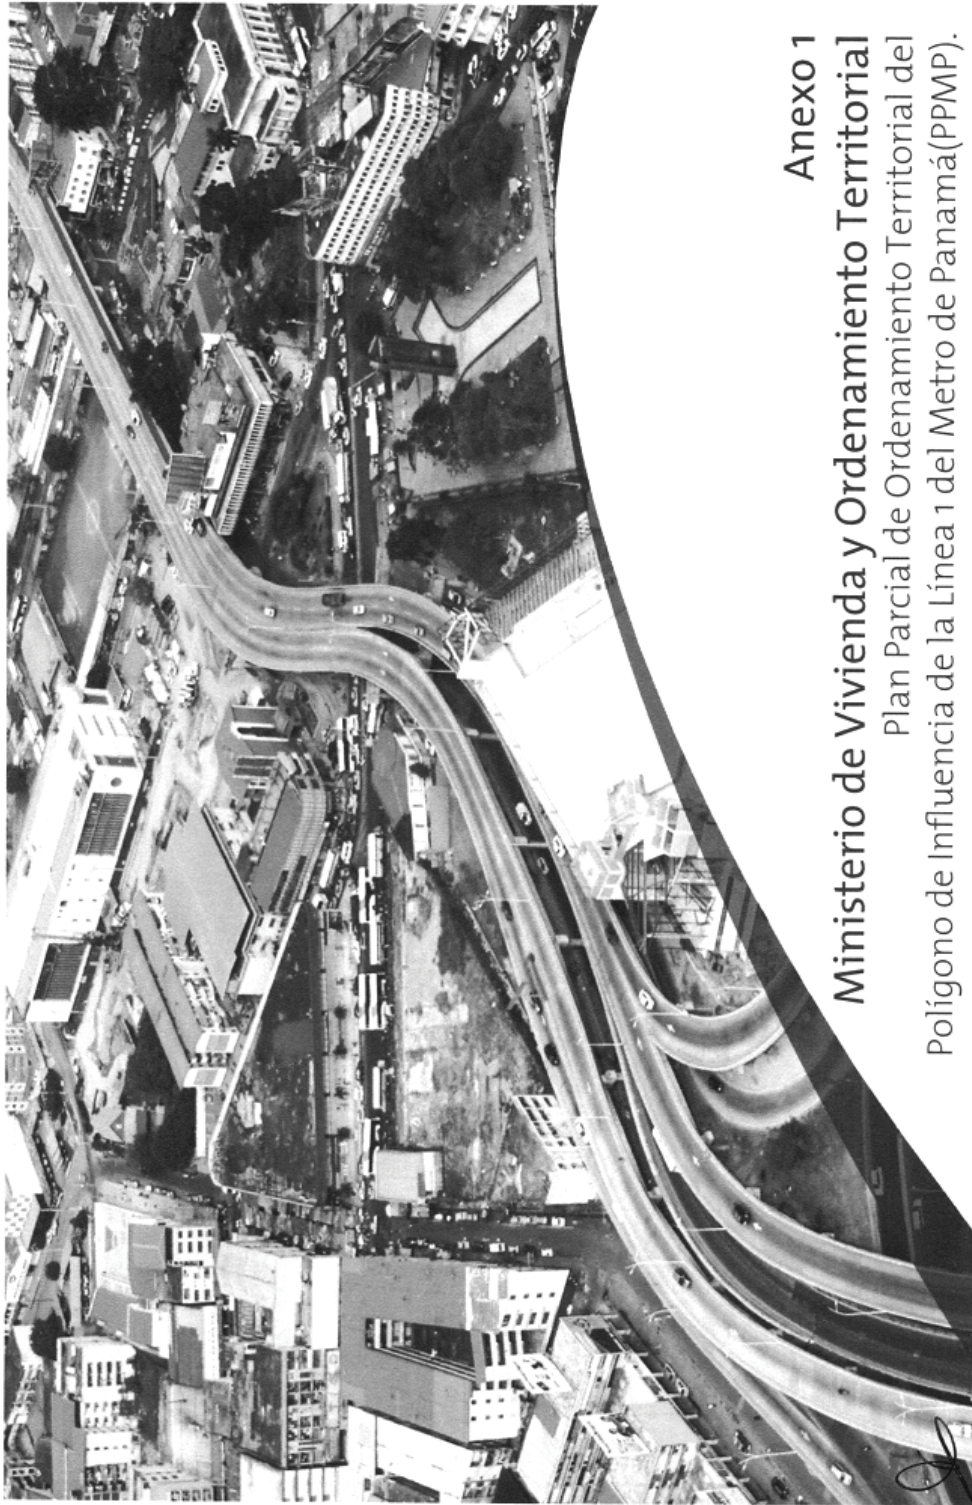 Anexo 1
Ministerio de Vivienda y Ordenamiento Territorial
Plan Parcial de Ordenamiento Territorial del
Polígono de Influencia de la Línea 1 del Metro de Panamá(PPMP).